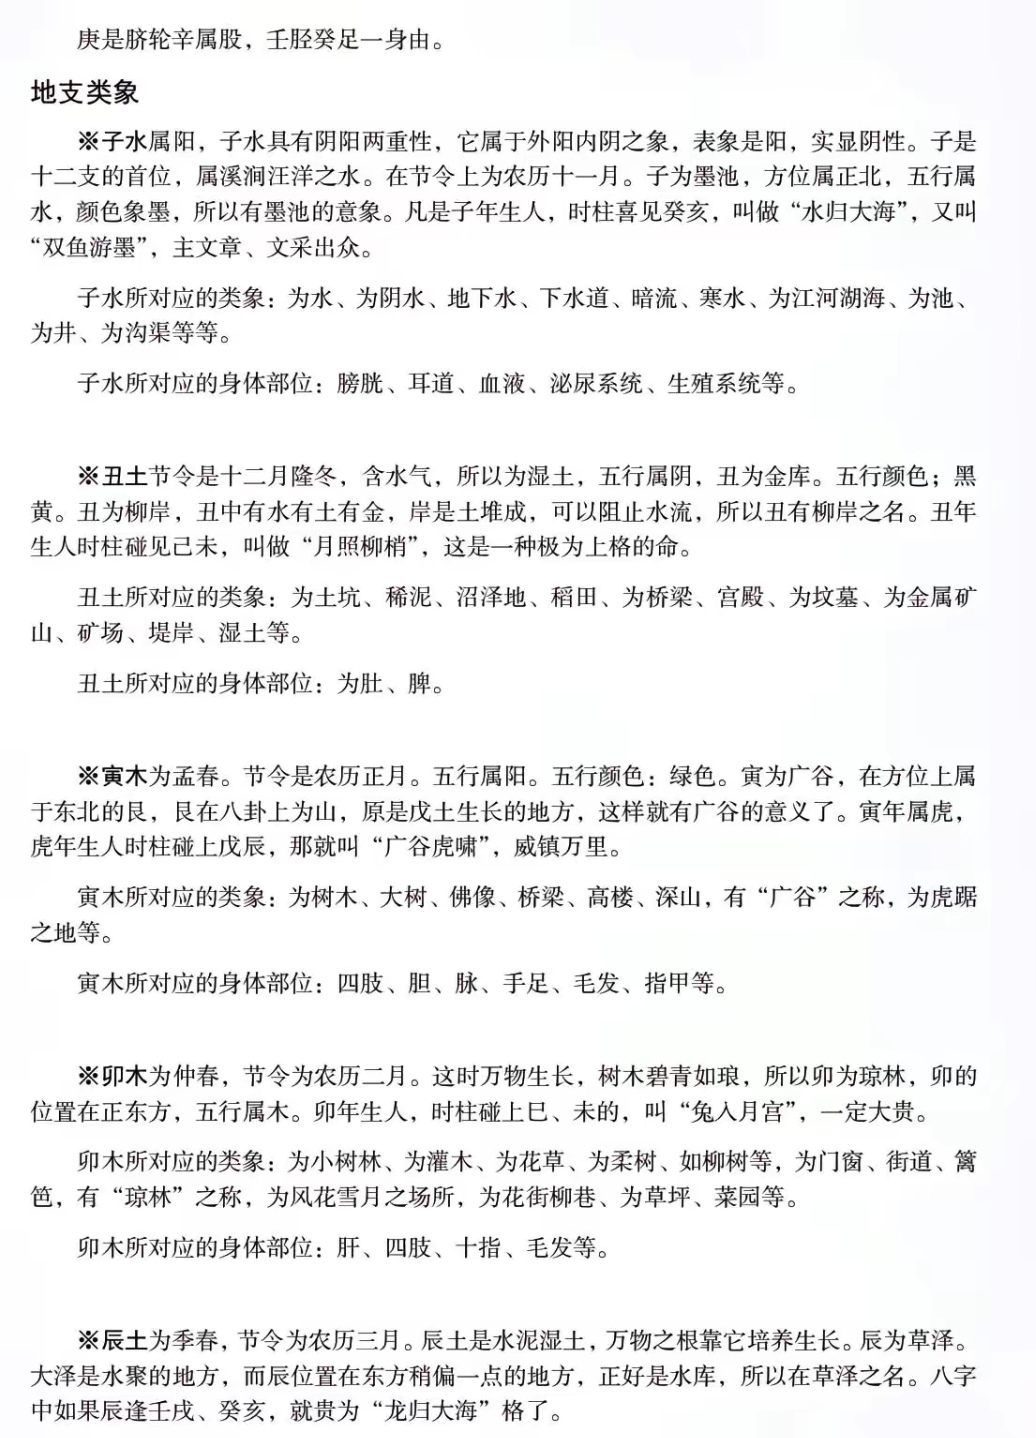 庚是脐轮辛属股，壬胫癸足一身由。
地支类象
※子水属阳，子水具有阴阳两重性，它属于外阳内阴之象，表象是阳，实显阴性。子是
十二支的首位，属溪涧汪洋之水。在节令上为农历十一月。子为墨池，方位属正北，五行属
水，颜色象墨，所以有墨池的意象。凡是子年生人，时柱喜见癸亥，叫做“水归大海”，又叫
“双鱼游墨”，主文章、文采出众。
子水所对应的类象：为水、为阴水、地下水、下水道、暗流、寒水、为江河湖海、为池、
为井、为沟渠等等。
子水所对应的身体部位：膀胱、耳道、血液、泌尿系统、生殖系统等。
※丑土节令是十二月隆冬，含水气，所以为湿土，五行属阴，丑为金库。五行颜色；黑
黄。丑为柳岸，丑中有水有土有金，岸是土堆成，可以阻止水流，所以丑有柳岸之名。丑年
生人时柱碰见己未，叫做“月照柳梢”，这是一种极为上格的命。
丑土所对应的类象：为土坑、稀泥、沼泽地、稻田、为桥梁、宫殿、为坟墓、为金属矿
山、矿场、堤岸、湿土等。
丑土所对应的身体部位：为肚、脾。
※寅木为孟春。节令是农历正月。五行属阳。五行颜色：绿色。寅为广谷，在方位上属
于东北的艮，艮在八卦上为山，原是戊土生长的地方，这样就有广谷的意义了。寅年属虎，
虎年生人时柱碰上戊辰，那就叫“广谷虎啸”，威镇万里。
寅木所对应的类象：为树木、大树、佛像、桥梁、高楼、深山，有“广谷”之称，为虎踞
之地等。
寅木所对应的身体部位：四肢、胆、脉、手足、毛发、指甲等。
※卯木为仲春，节令为农历二月。这时万物生长，树木碧青如琅，所以卯为琼林，卯的
位置在正东方，五行属木。卯年生人，时柱碰上巳、未的，叫“兔入月宫”，一定大贵。
卯木所对应的类象：为小树林、为灌木、为花草、为柔树、如柳树等，为门窗、街道、篱
笆，有“琼林”之称，为风花雪月之场所，为花街柳巷、为草坪、菜园等。
卯木所对应的身体部位：肝、四肢、十指、毛发等。
※辰土为季春，节令为农历三月。辰土是水泥湿土，万物之根靠它培养生长。辰为草泽。
大泽是水聚的地方，而辰位置在东方稍偏一点的地方，正好是水库，所以在草泽之名。八字
中如果辰逢壬戌、癸亥，就贵为“龙归大海”格了。